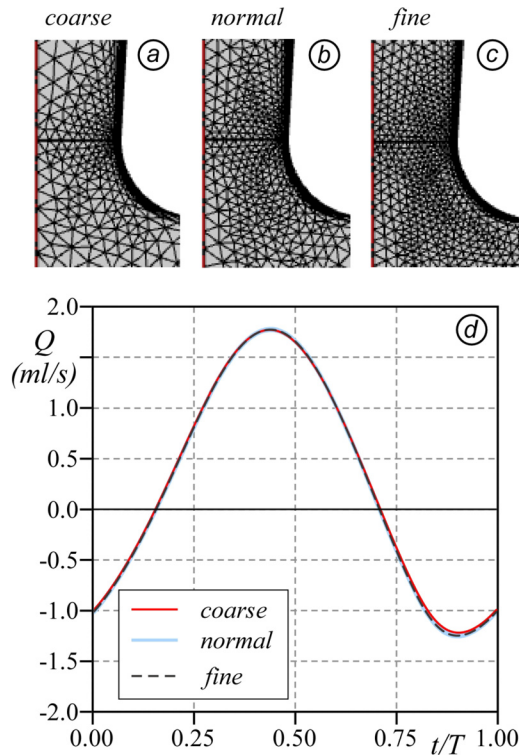 coarse normal fine
a b c
2.0
Q
(ml/s)
d
1.0
0.5
0.0
-0.5
-1.0
-1.5
-2.0
coarse
normal
fine
0.00 0.25 0.50 0.75 t/T 1.00